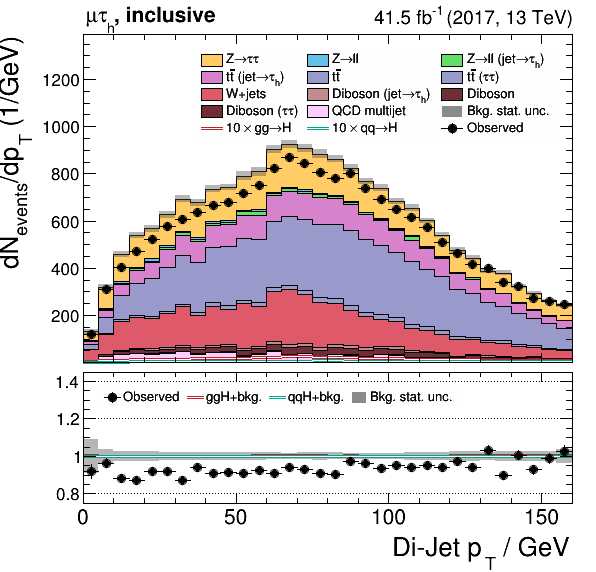 μτh, inclusive
41.5 fb⁻¹ (2017, 13 TeV)
Z→ττ Z→ll Z→ll (jet→τh)
tt̄ (jet→τh) tt̄ tt̄ (ττ)
W+jets Diboson (jet→τh) Diboson
Diboson (ττ) QCD multijet Bkg. stat. unc.
10 × gg→H 10 × qq→H Observed
dNevents/dpT (1/GeV)
1200
1000
800
600
400
200
Observed ggH+bkg. qqH+bkg. Bkg. stat. unc.
1.4
1.2
1
0.8
0 50 100 150
Di-Jet pT / GeV